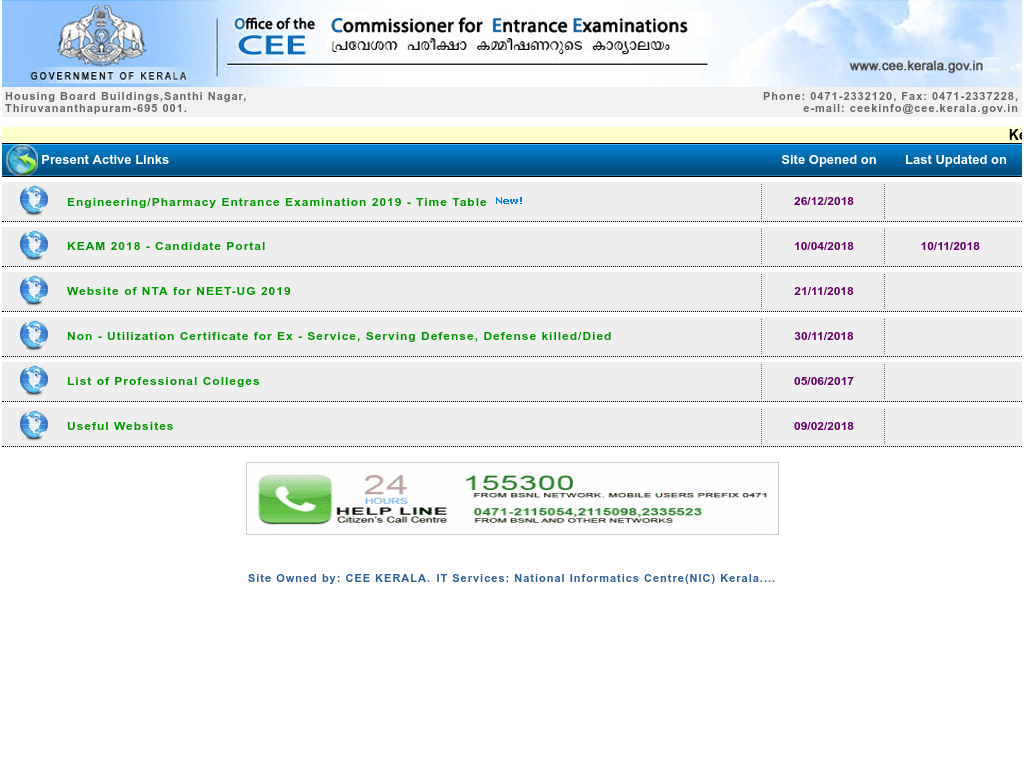 Office of the
CEE
Commissioner for Entrance Examinations
പ്രവേശന പരീക്ഷാ കമ്മീഷണറുടെ കാര്യാലയം
GOVERNMENT OF KERALA
www.cee.kerala.gov.in
Housing Board Buildings,Santhi Nagar,
Thiruvananthapuram-695 001.
Phone: 0471-2332120, Fax: 0471-2337228,
e-mail: ceekinfo@cee.kerala.gov.in
Present Active Links Site Opened on Last Updated on
Engineering/Pharmacy Entrance Examination 2019 - Time Table New! 26/12/2018
KEAM 2018 - Candidate Portal 10/04/2018 10/11/2018
Website of NTA for NEET-UG 2019 21/11/2018
Non - Utilization Certificate for Ex - Service, Serving Defense, Defense killed/Died 30/11/2018
List of Professional Colleges 05/06/2017
Useful Websites 09/02/2018
24
HOURS
HELP LINE
Citizen's Call Centre
155300
FROM BSNL NETWORK. MOBILE USERS PREFIX 0471
0471-2115054,2115098,2335523
FROM BSNL AND OTHER NETWORKS
Site Owned by: CEE KERALA. IT Services: National Informatics Centre(NIC) Kerala....